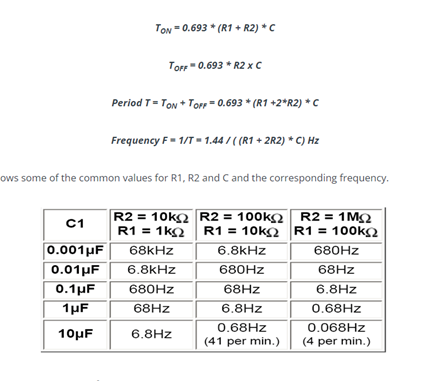 TON = 0.693 * (R1 + R2) * C
TOFF = 0.693 * R2 x C
Period T = TON + TOFF = 0.693 * (R1 +2*R2) * C
Frequency F = 1/T = 1.44 / ( (R1 + 2R2) * C) Hz
ows some of the common values for R1, R2 and C and the corresponding frequency.
C1 R2 = 10kΩ R2 = 100kΩ R2 = 1MΩ
R1 = 1kΩ R1 = 10kΩ R1 = 100kΩ
0.001µF 68kHz 6.8kHz 680Hz
0.01µF 6.8kHz 680Hz 68Hz
0.1µF 680Hz 68Hz 6.8Hz
1µF 68Hz 6.8Hz 0.68Hz
10µF 6.8Hz 0.68Hz 0.068Hz
(41 per min.) (4 per min.)